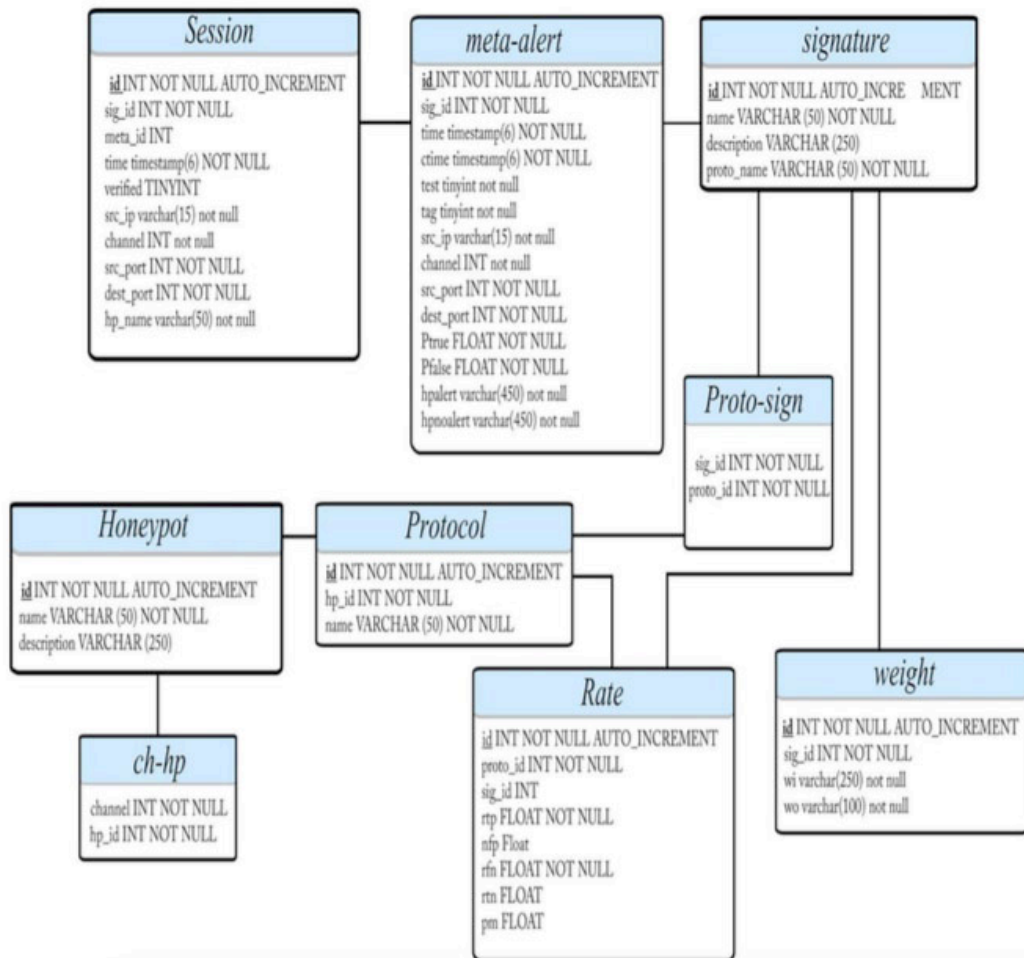 Session
id INT NOT NULL AUTO_INCREMENT
sig_id INT NOT NULL
meta_id INT
time timestamp(6) NOT NULL
verified TINYINT
src_ip varchar(15) not null
channel INT not null
src_port INT NOT NULL
dest_port INT NOT NULL
hp_name varchar(50) not null
meta-alert
id INT NOT NULL AUTO_INCREMENT
sig_id INT NOT NULL
time timestamp(6) NOT NULL
ctime timestamp(6) NOT NULL
test tinyint not null
tag tinyint not null
src_ip varchar(15) not null
channel INT not null
src_port INT NOT NULL
dest_port INT NOT NULL
Ptrue FLOAT NOT NULL
Pfalse FLOAT NOT NULL
hpalert varchar(450) not null
hpnoalert varchar(450) not null
signature
id INT NOT NULL AUTO_INCRE MENT
name VARCHAR (50) NOT NULL
description VARCHAR (250)
proto_name VARCHAR (50) NOT NULL
Proto-sign
sig_id INT NOT NULL
proto_id INT NOT NULL
Honeypot
id INT NOT NULL AUTO_INCREMENT
name VARCHAR (50) NOT NULL
description VARCHAR (250)
Protocol
id INT NOT NULL AUTO_INCREMENT
hp_id INT NOT NULL
name VARCHAR (50) NOT NULL
ch-hp
channel INT NOT NULL
hp_id INT NOT NULL
Rate
id INT NOT NULL AUTO_INCREMENT
proto_id INT NOT NULL
sig_id INT
rtp FLOAT NOT NULL
nfp Float
rfn FLOAT NOT NULL
rtn FLOAT
pm FLOAT
weight
id INT NOT NULL AUTO_INCREMENT
sig_id INT NOT NULL
wi varchar(250) not null
wo varchar(100) not null